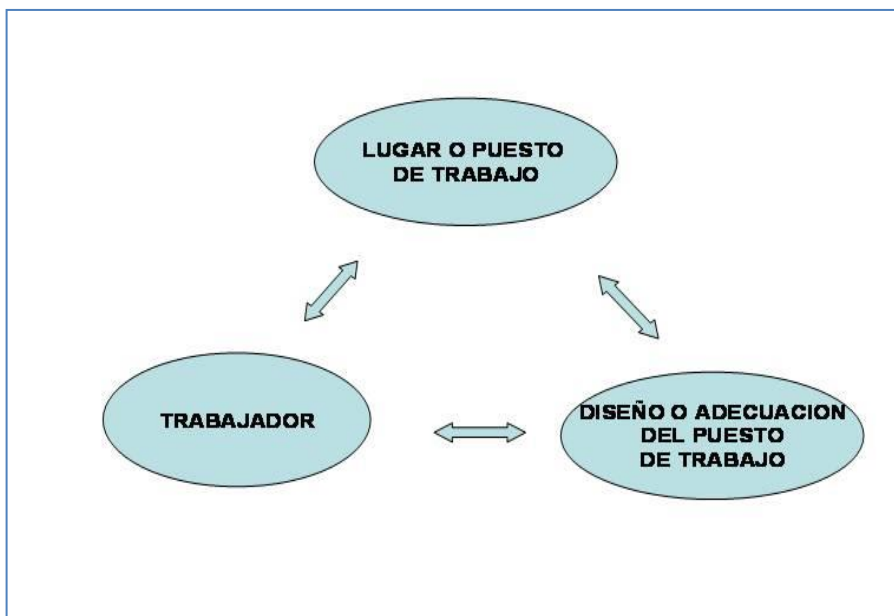 LUGAR O PUESTO
DE TRABAJO
TRABAJADOR
DISEÑO O ADECUACION
DEL PUESTO
DE TRABAJO